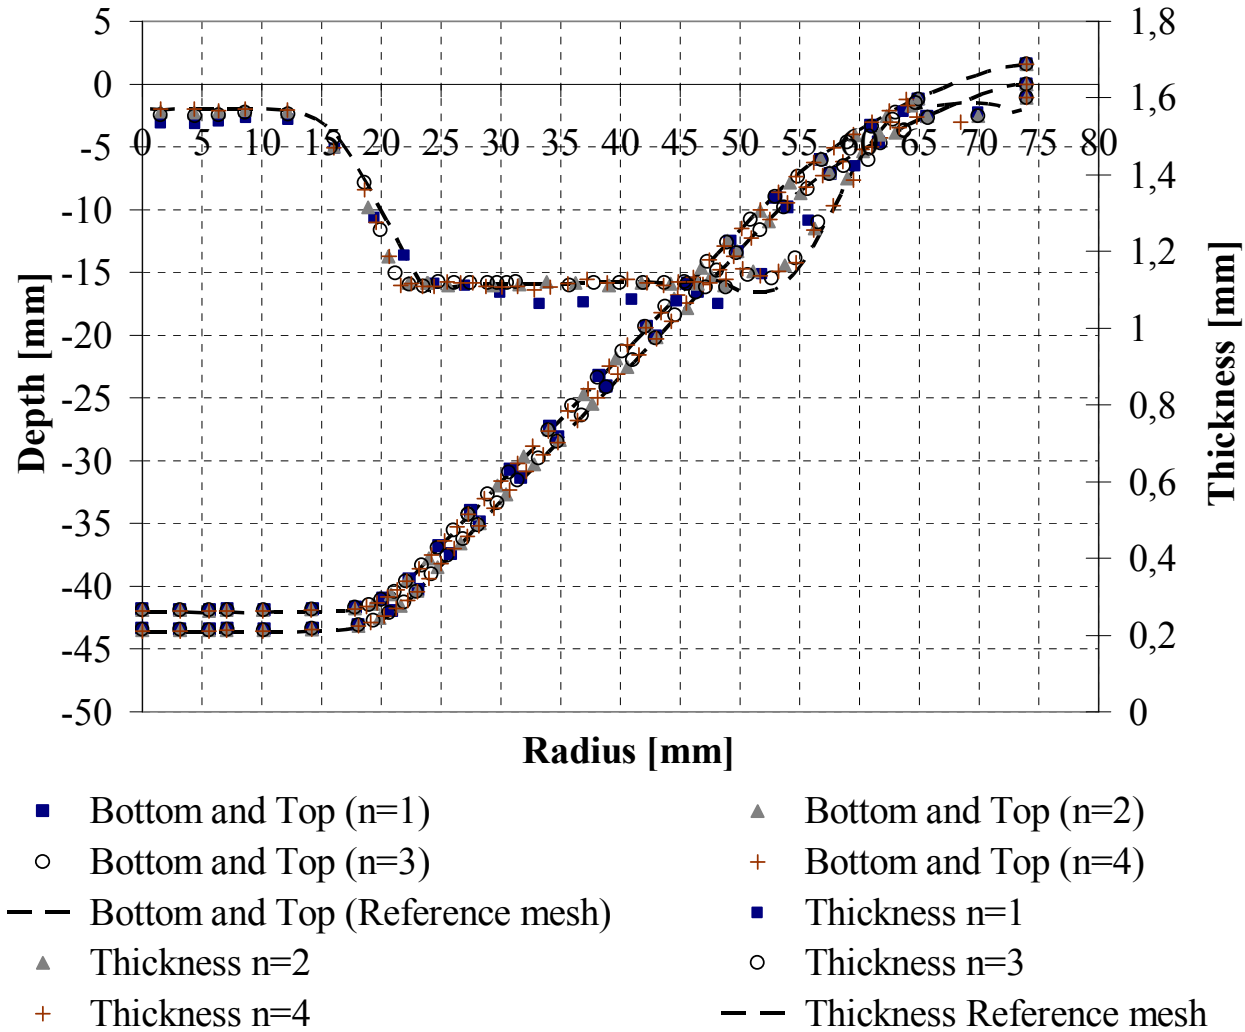 5
0
-5
-10
-15
-20
-25
-30
-35
-40
-45
-50
Depth [mm]
0 5 10 15 20 25 30 35 40 45 50 55 60 65 70 75 80
Radius [mm]
1,8
1,6
1,4
1,2
1
0,8
0,6
0,4
0,2
0
Thickness [mm]
Bottom and Top (n=1)
Bottom and Top (n=2)
Bottom and Top (n=3)
Bottom and Top (n=4)
Bottom and Top (Reference mesh)
Thickness n=1
Thickness n=2
Thickness n=3
Thickness n=4
Thickness Reference mesh